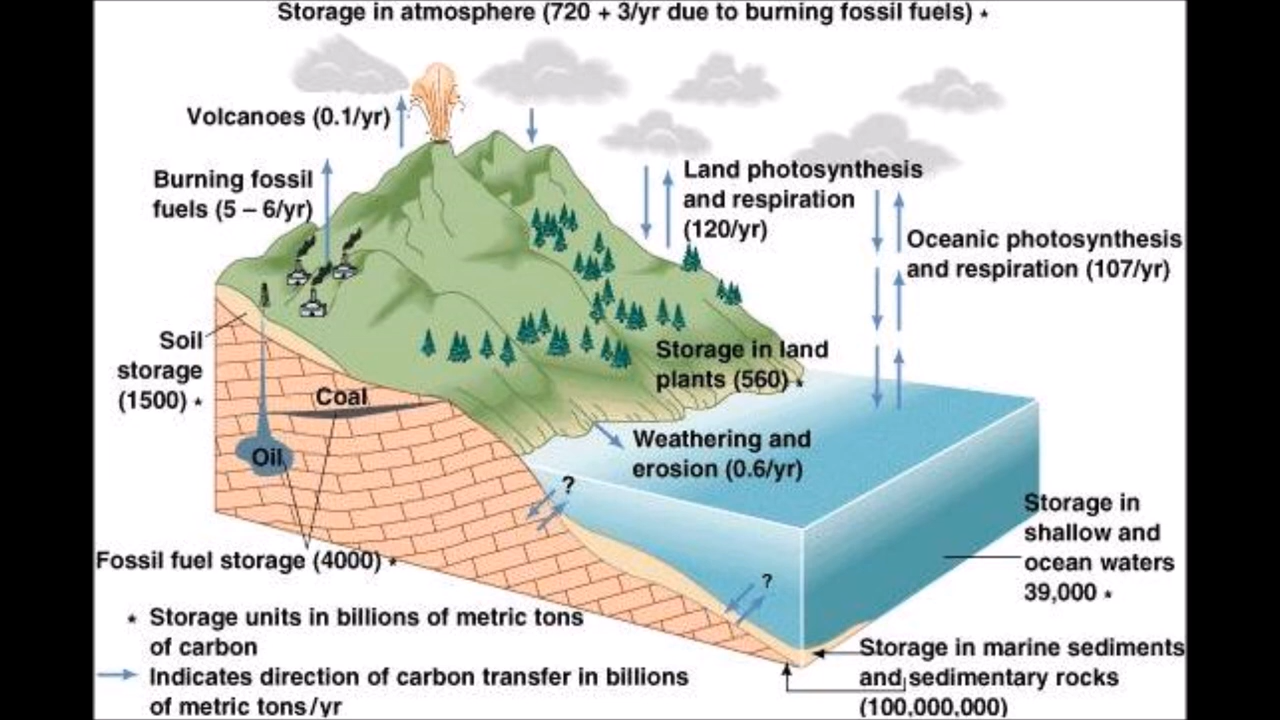 Storage in atmosphere (720 + 3/yr due to burning fossil fuels) *
Volcanoes (0.1/yr)
Burning fossil
fuels (5 – 6/yr)
Land photosynthesis
and respiration
(120/yr)
Oceanic photosynthesis
and respiration (107/yr)
Soil
storage
(1500) *
Coal
Oil
Storage in land
plants (560) *
Weathering and
erosion (0.6/yr)
?
?
Storage in
shallow and
ocean waters
39,000 *
Fossil fuel storage (4000) *
* Storage units in billions of metric tons
of carbon
Indicates direction of carbon transfer in billions
of metric tons/yr
Storage in marine sediments
and sedimentary rocks
(100,000,000)